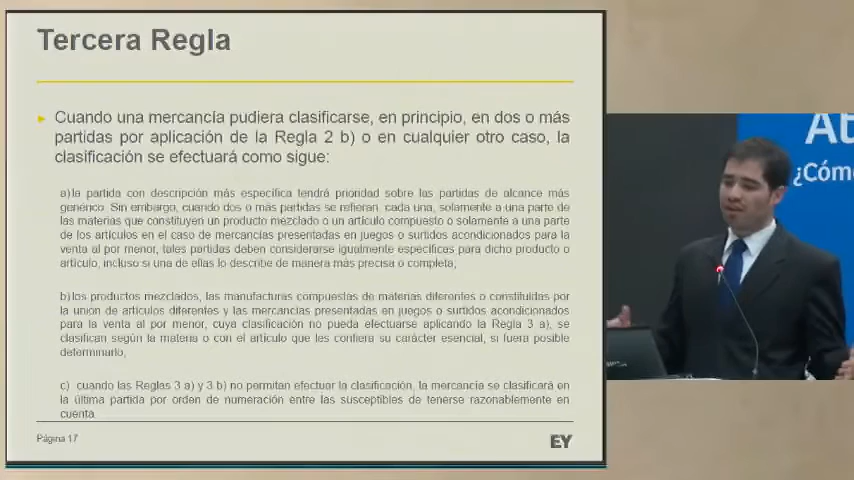 Tercera Regla
► Cuando una mercancía pudiera clasificarse, en principio, en dos o más
partidas por aplicación de la Regla 2 b) o en cualquier otro caso, la
clasificación se efectuará como sigue:
a) la partida con descripción más específica tendrá prioridad sobre las partidas de alcance más
genérico. Sin embargo, cuando dos o más partidas se refieran, cada una, solamente a una parte de
las materias que constituyen un producto mezclado o un artículo compuesto o solamente a una parte
de los artículos en el caso de mercancías presentadas en juegos o surtidos acondicionados para la
venta al por menor, tales partidas deben considerarse igualmente específicas para dicho producto o
artículo, incluso si una de ellas lo describe de manera más precisa o completa;
b) los productos mezclados, las manufacturas compuestas de materias diferentes o constituidas por
la unión de artículos diferentes y las mercancías presentadas en juegos o surtidos acondicionados
para la venta al por menor, cuya clasificación no pueda efectuarse aplicando la Regla 3 a), se
clasifican según la materia o con el artículo que les confiera su carácter esencial, si fuera posible
determinarlo;
c) cuando las Reglas 3 a) y 3 b) no permitan efectuar la clasificación, la mercancía se clasificará en
la última partida por orden de numeración entre las susceptibles de tenerse razonablemente en
cuenta
Página 17
EY
¿Cómo